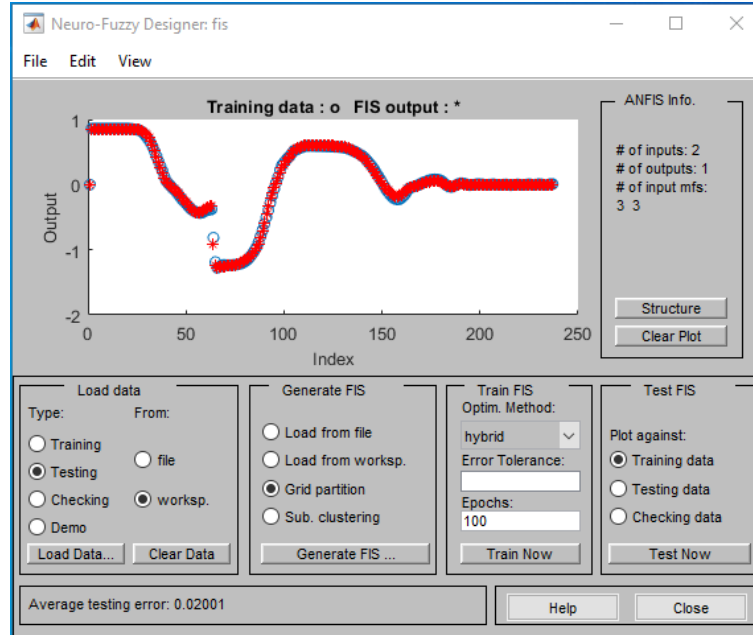 Neuro-Fuzzy Designer: fis
File Edit View
Training data : o FIS output : *
1
0
-1
-2
Output
0 50 100 150 200 250
Index
ANFIS Info.
# of inputs: 2
# of outputs: 1
# of input mfs:
3 3
Structure
Clear Plot
Load data
Type: From:
Training
Testing
Checking
Demo
file
worksp.
Load Data... Clear Data
Generate FIS
Load from file
Load from worksp.
Grid partition
Sub. clustering
Generate FIS ...
Train FIS
Optim. Method:
hybrid
Error Tolerance:
Epochs:
100
Train Now
Test FIS
Plot against:
Training data
Testing data
Checking data
Test Now
Average testing error: 0.02001
Help Close